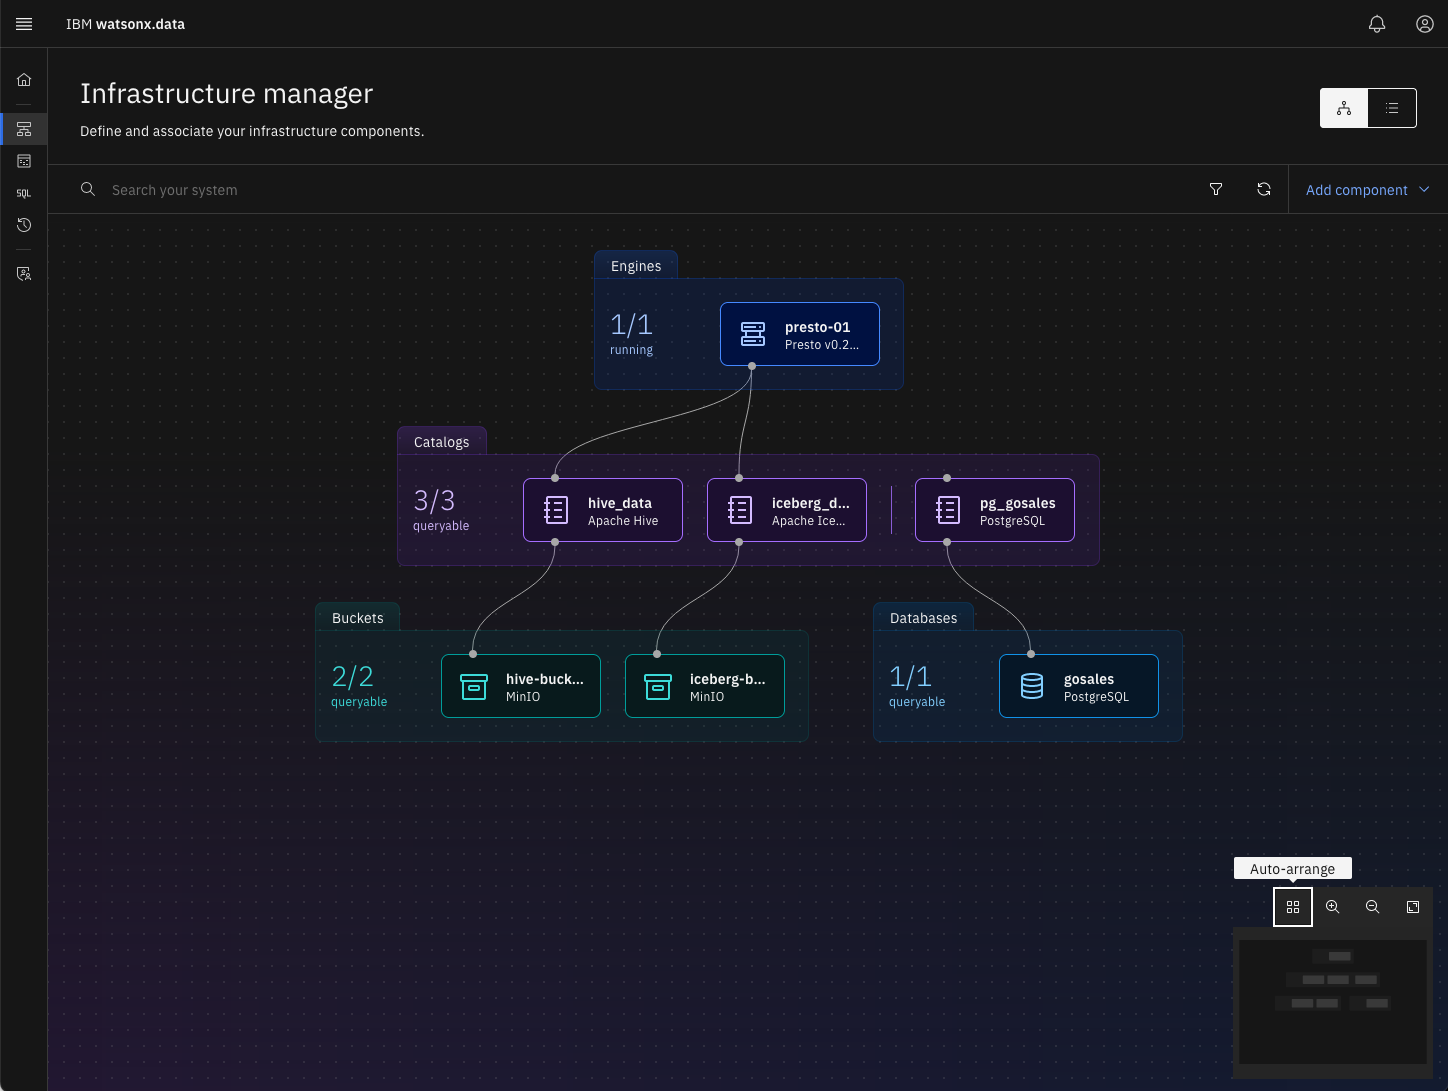 IBM watsonx.data
Infrastructure manager
Define and associate your infrastructure components.
SQL
Search your system
Add component
Engines
1/1
running
presto-01
Presto v0.2...
Catalogs
3/3
queryable
hive_data
Apache Hive
iceberg_d...
Apache Ice...
pg_gosales
PostgreSQL
Buckets
2/2
queryable
hive-buck...
MinIO
iceberg-b...
MinIO
Databases
1/1
queryable
gosales
PostgreSQL
Auto-arrange